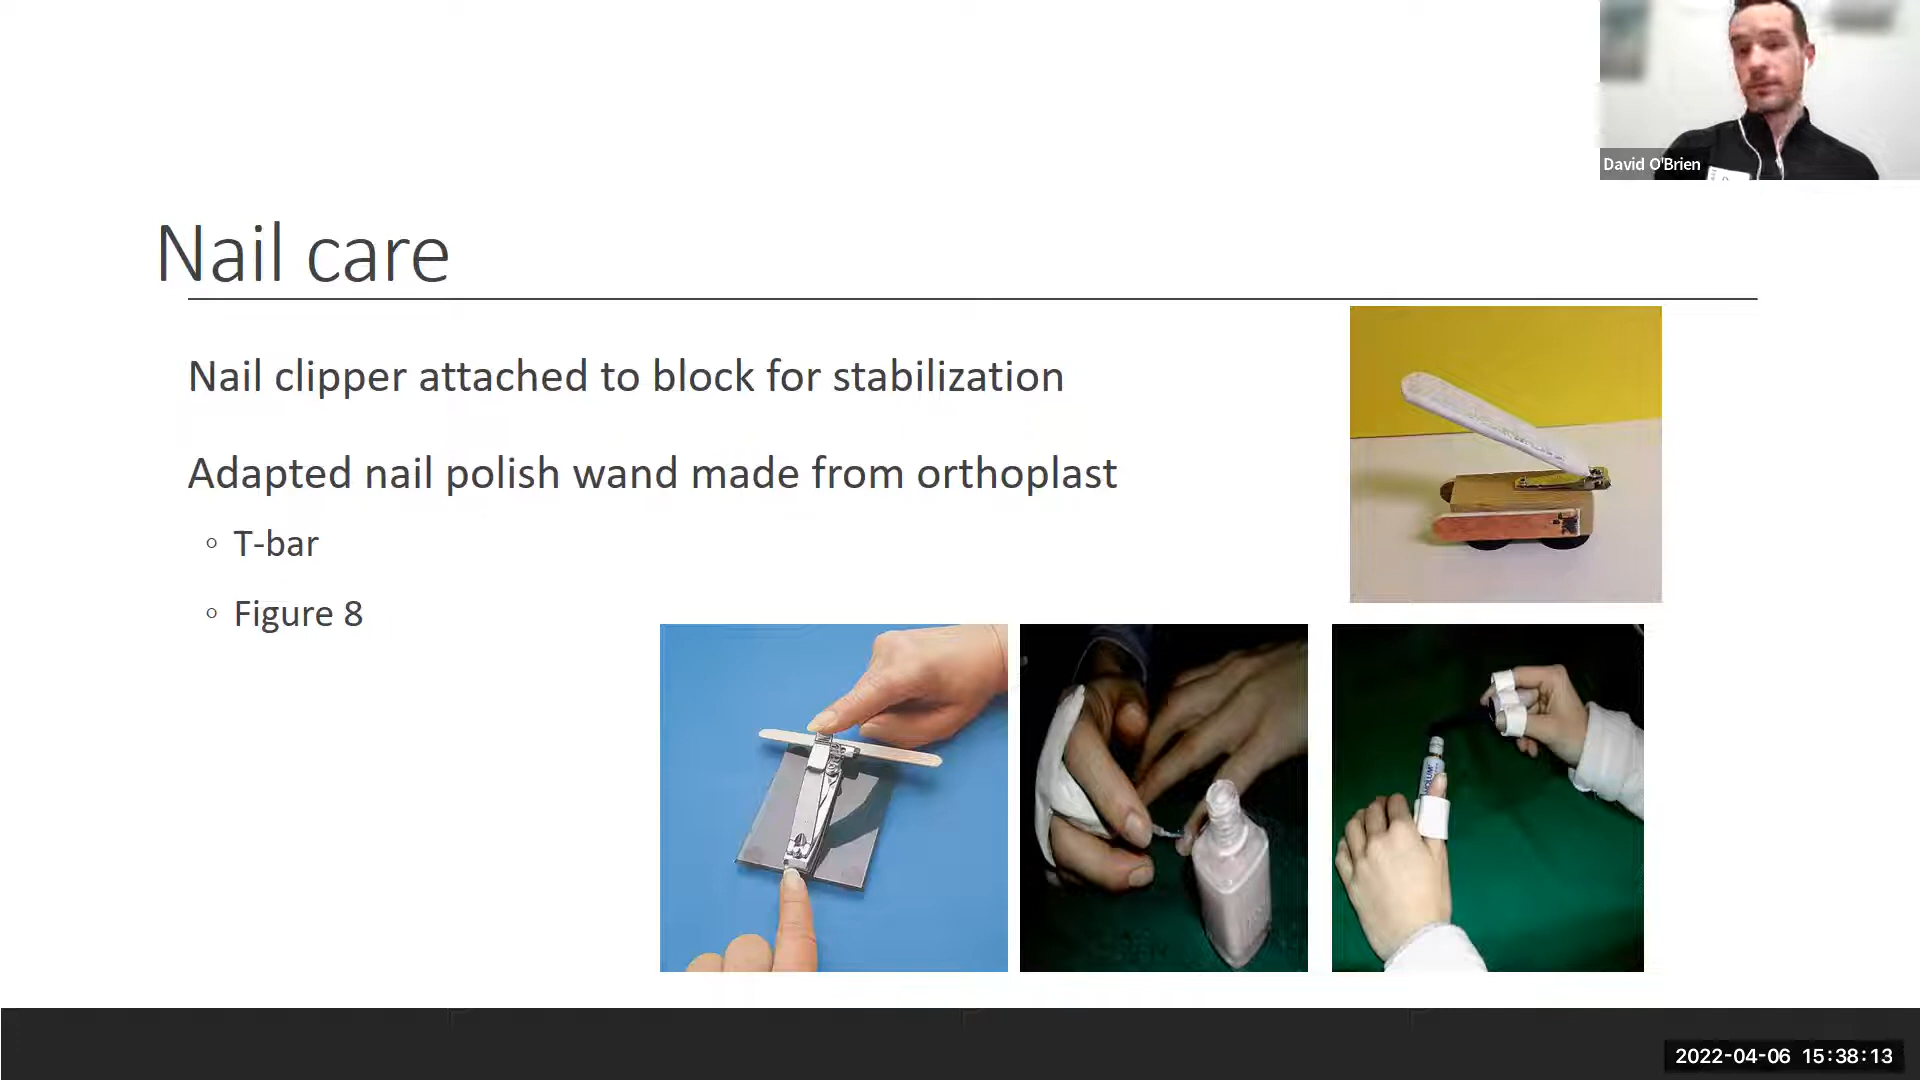 David O'Brien
Nail care
Nail clipper attached to block for stabilization
Adapted nail polish wand made from orthoplast
◦ T-bar
◦ Figure 8
2022-04-06 15:38:13